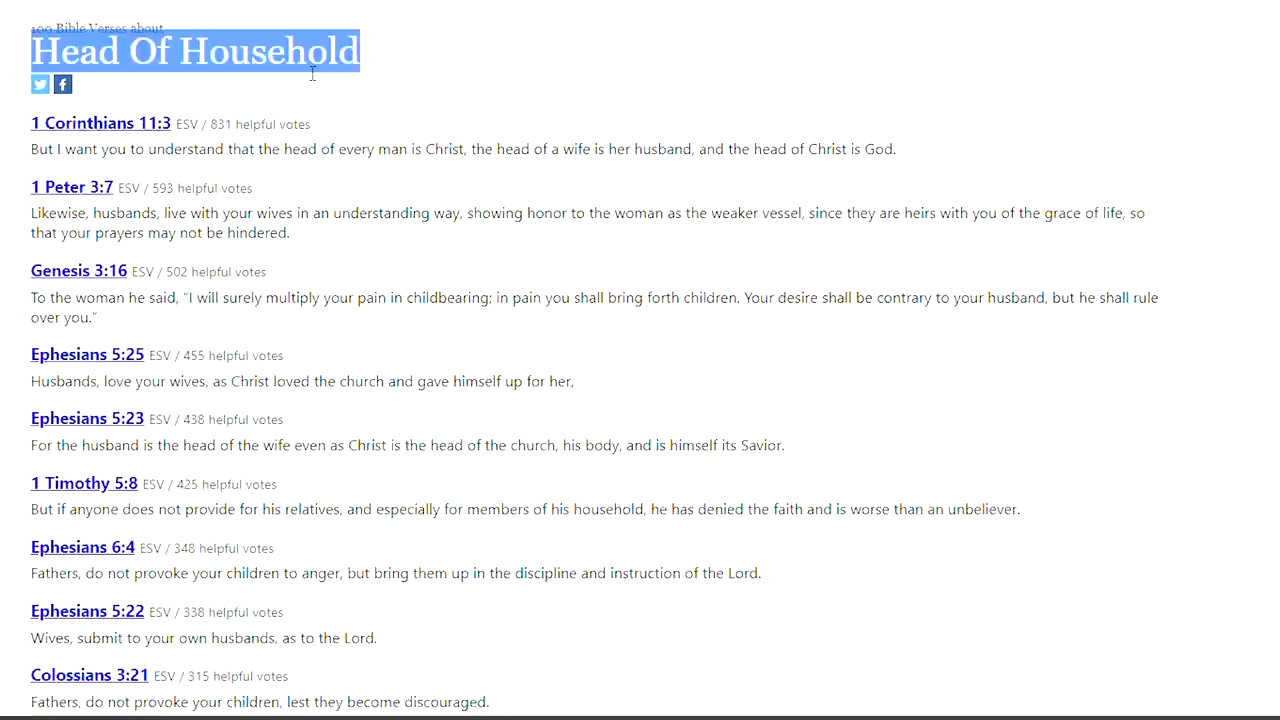 100 Bible Verses about
Head Of Household
1 Corinthians 11:3 ESV / 831 helpful votes
But I want you to understand that the head of every man is Christ, the head of a wife is her husband, and the head of Christ is God.
1 Peter 3:7 ESV / 593 helpful votes
Likewise, husbands, live with your wives in an understanding way, showing honor to the woman as the weaker vessel, since they are heirs with you of the grace of life, so
that your prayers may not be hindered.
Genesis 3:16 ESV / 502 helpful votes
To the woman he said, “I will surely multiply your pain in childbearing; in pain you shall bring forth children. Your desire shall be contrary to your husband, but he shall rule
over you.”
Ephesians 5:25 ESV / 455 helpful votes
Husbands, love your wives, as Christ loved the church and gave himself up for her,
Ephesians 5:23 ESV / 438 helpful votes
For the husband is the head of the wife even as Christ is the head of the church, his body, and is himself its Savior.
1 Timothy 5:8 ESV / 425 helpful votes
But if anyone does not provide for his relatives, and especially for members of his household, he has denied the faith and is worse than an unbeliever.
Ephesians 6:4 ESV / 348 helpful votes
Fathers, do not provoke your children to anger, but bring them up in the discipline and instruction of the Lord.
Ephesians 5:22 ESV / 338 helpful votes
Wives, submit to your own husbands, as to the Lord.
Colossians 3:21 ESV / 315 helpful votes
Fathers, do not provoke your children, lest they become discouraged.